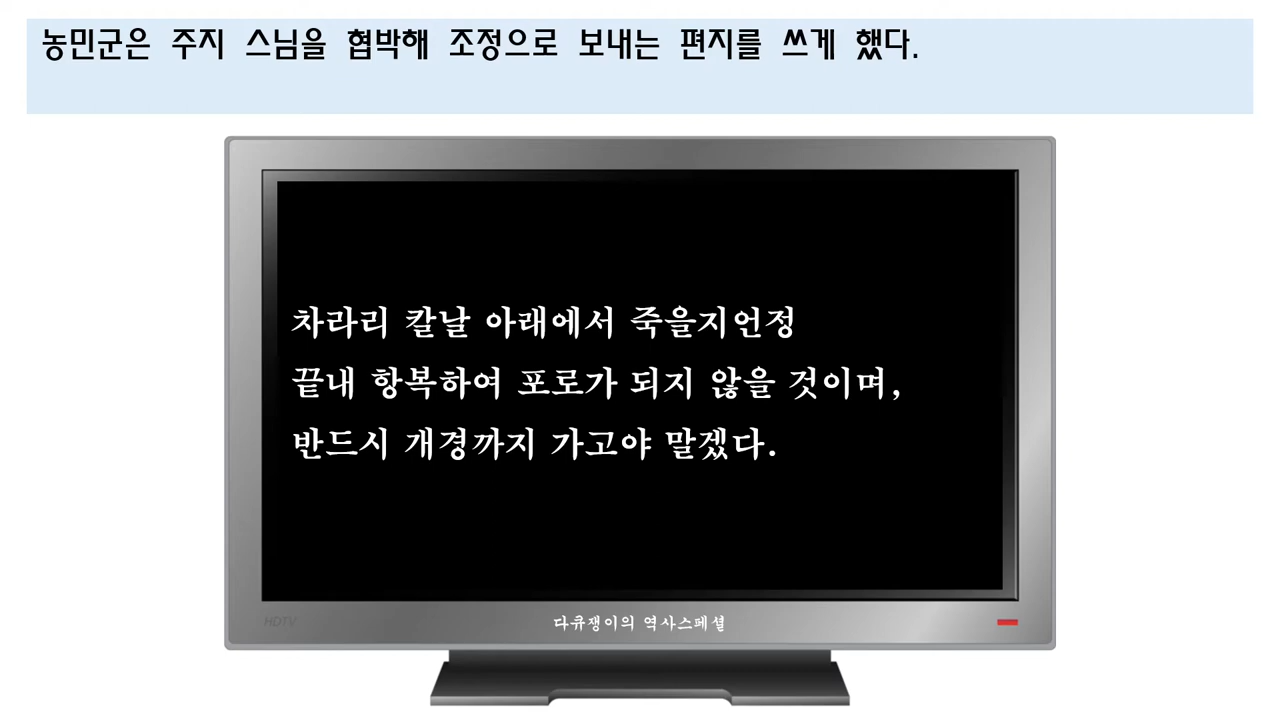 농민군은 주지 스님을 협박해 조정으로 보내는 편지를 쓰게 했다.
차라리 칼날 아래에서 죽을지언정
끝내 항복하여 포로가 되지 않을 것이며,
반드시 개경까지 가고야 말겠다.
HDTV
다큐쟁이의 역사스페셜